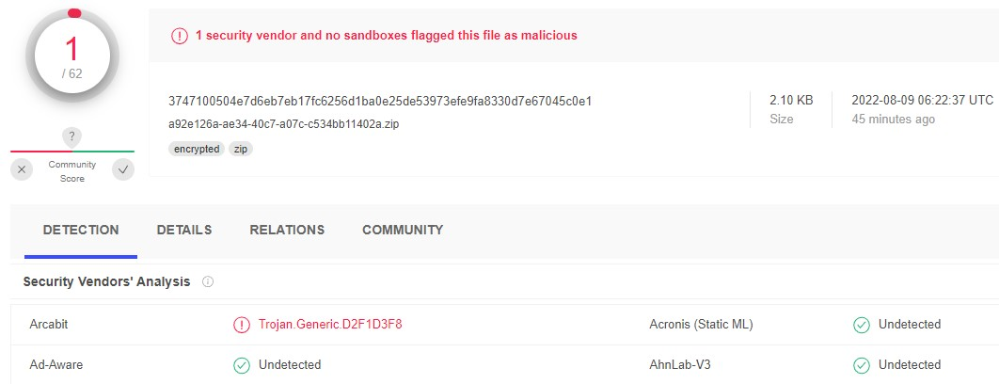 1
/ 62
?
Community
Score
1 security vendor and no sandboxes flagged this file as malicious
3747100504e7d6eb7eb17fc6256d1ba0e25de53973efe9fa8330d7e67045c0e1
a92e126a-ae34-40c7-a07c-c534bb11402a.zip
encrypted zip
2.10 KB
Size
2022-08-09 06:22:37 UTC
45 minutes ago
DETECTION DETAILS RELATIONS COMMUNITY
Security Vendors' Analysis
Arcabit Trojan.Generic.D2F1D3F8 Acronis (Static ML) Undetected
Ad-Aware Undetected AhnLab-V3 Undetected